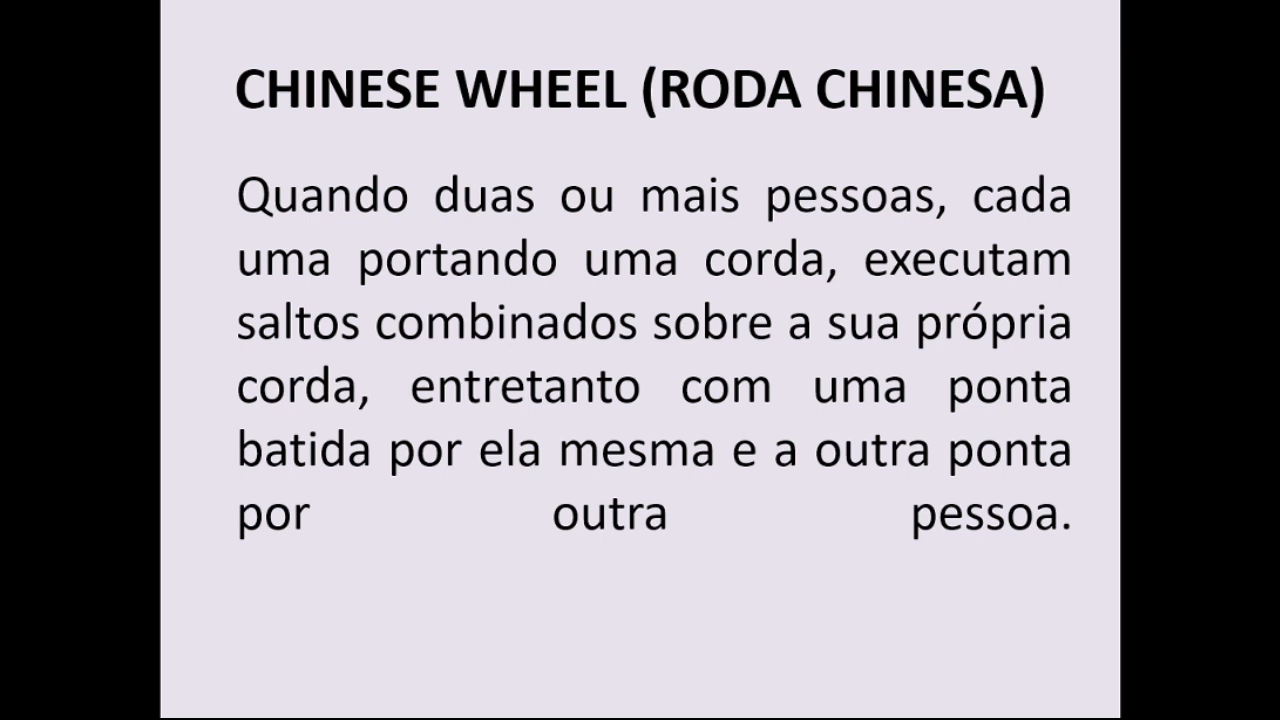 CHINESE WHEEL (RODA CHINESA)
Quando duas ou mais pessoas, cada
uma portando uma corda, executam
saltos combinados sobre a sua própria
corda, entretanto com uma ponta
batida por ela mesma e a outra ponta
por outra pessoa.